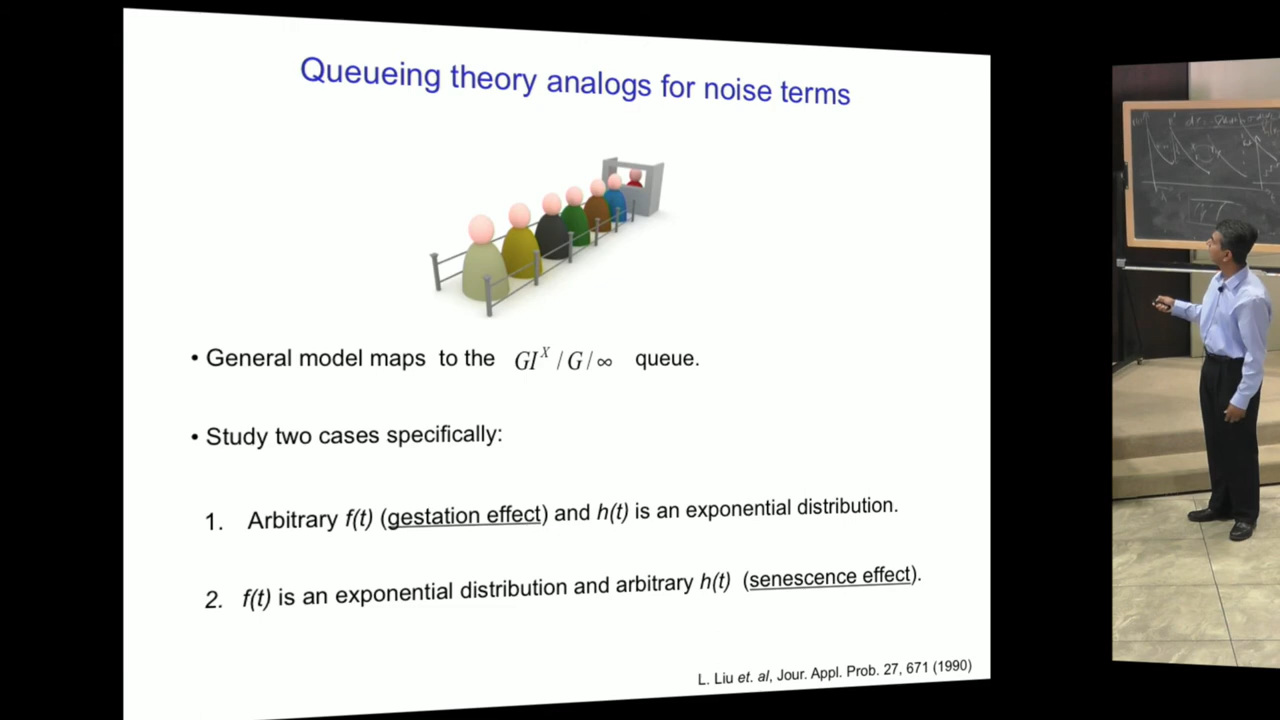 Queueing theory analogs for noise terms
• General model maps to the GI^X / G / ∞ queue.
• Study two cases specifically:
1. Arbitrary f(t) (gestation effect) and h(t) is an exponential distribution.
2. f(t) is an exponential distribution and arbitrary h(t) (senescence effect).
L. Liu et. al, Jour. Appl. Prob. 27, 671 (1990)